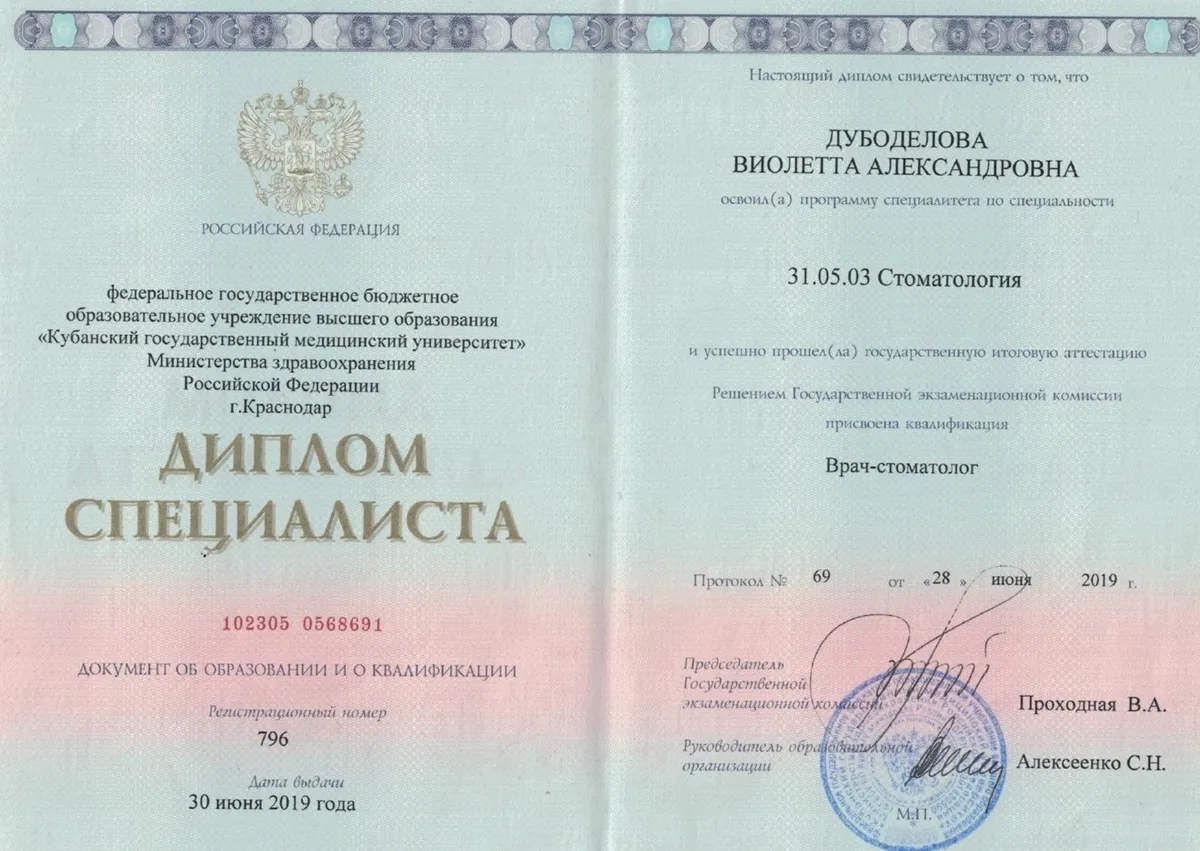 РОССИЙСКАЯ ФЕДЕРАЦИЯ
федеральное государственное бюджетное
образовательное учреждение высшего образования
«Кубанский государственный медицинский университет»
Министерства здравоохранения
Российской Федерации
г.Краснодар
ДИПЛОМ
СПЕЦИАЛИСТА
102305 0568691
ДОКУМЕНТ ОБ ОБРАЗОВАНИИ И О КВАЛИФИКАЦИИ
Регистрационный номер
796
Дата выдачи
30 июня 2019 года
Настоящий диплом свидетельствует о том, что
ДУБОДЕЛОВА
ВИОЛЕТТА АЛЕКСАНДРОВНА
освоил(а) программу специалитета по специальности
31.05.03 Стоматология
и успешно прошел(ла) государственную итоговую аттестацию
Решением Государственной экзаменационной комиссии
присвоена квалификация
Врач-стоматолог
Протокол № 69 от «28 » июня 2019 г.
Председатель
Государственной
экзаменационной комиссии
Проходная В.А.
Руководитель образовательной
организации
Алексеенко С.Н.
М.П.